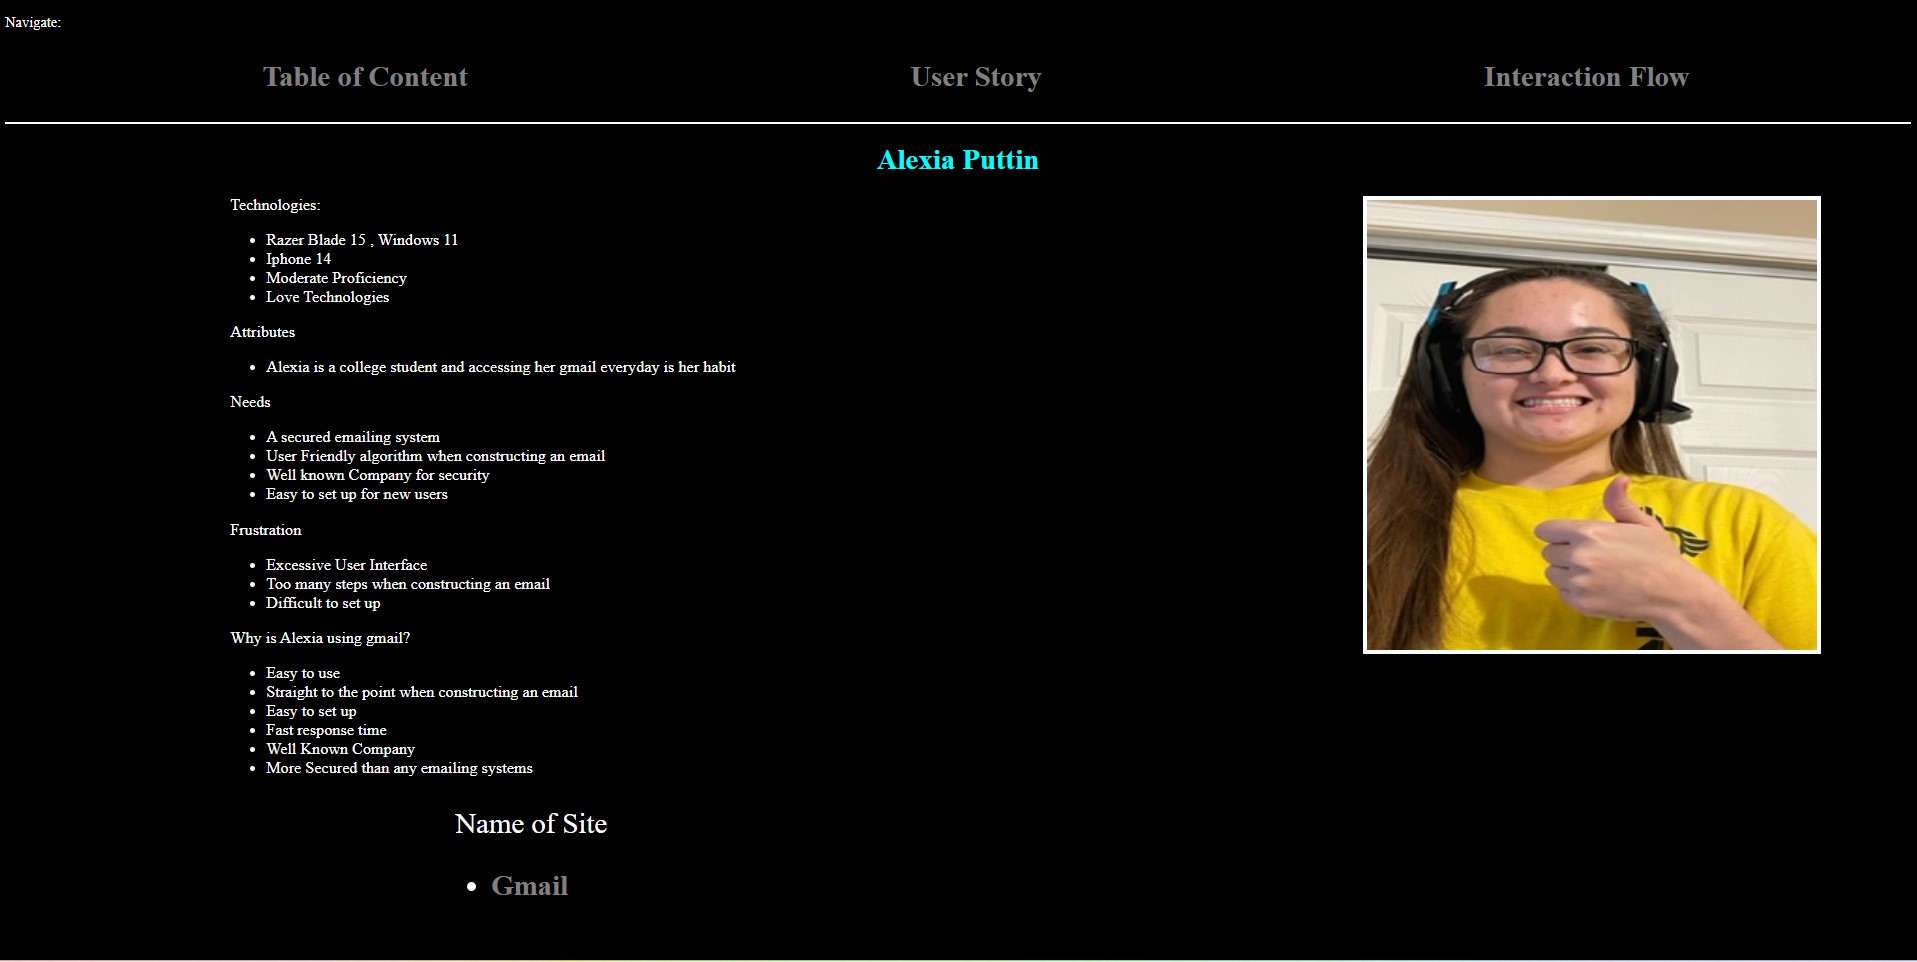 Navigate:
Table of Content
User Story
Interaction Flow
Alexia Puttin
Technologies:
Razer Blade 15 , Windows 11
Iphone 14
Moderate Proficiency
Love Technologies
Attributes
Alexia is a college student and accessing her gmail everyday is her habit
Needs
A secured emailing system
User Friendly algorithm when constructing an email
Well known Company for security
Easy to set up for new users
Frustration
Excessive User Interface
Too many steps when constructing an email
Difficult to set up
Why is Alexia using gmail?
Easy to use
Straight to the point when constructing an email
Easy to set up
Fast response time
Well Known Company
More Secured than any emailing systems
Name of Site
Gmail